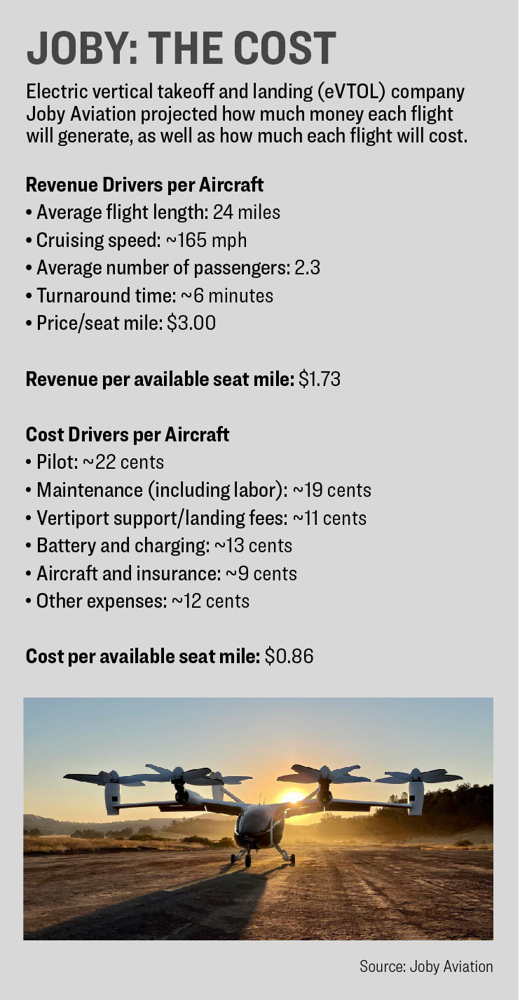 JOBY: THE COST
Electric vertical takeoff and landing (eVTOL) company
Joby Aviation projected how much money each flight
will generate, as well as how much each flight will cost.
Revenue Drivers per Aircraft
• Average flight length: 24 miles
• Cruising speed: ~165 mph
• Average number of passengers: 2.3
• Turnaround time: ~6 minutes
• Price/seat mile: $3.00
Revenue per available seat mile: $1.73
Cost Drivers per Aircraft
• Pilot: ~22 cents
• Maintenance (including labor): ~19 cents
• Vertiport support/landing fees: ~11 cents
• Battery and charging: ~13 cents
• Aircraft and insurance: ~9 cents
• Other expenses: ~12 cents
Cost per available seat mile: $0.86
Source: Joby Aviation